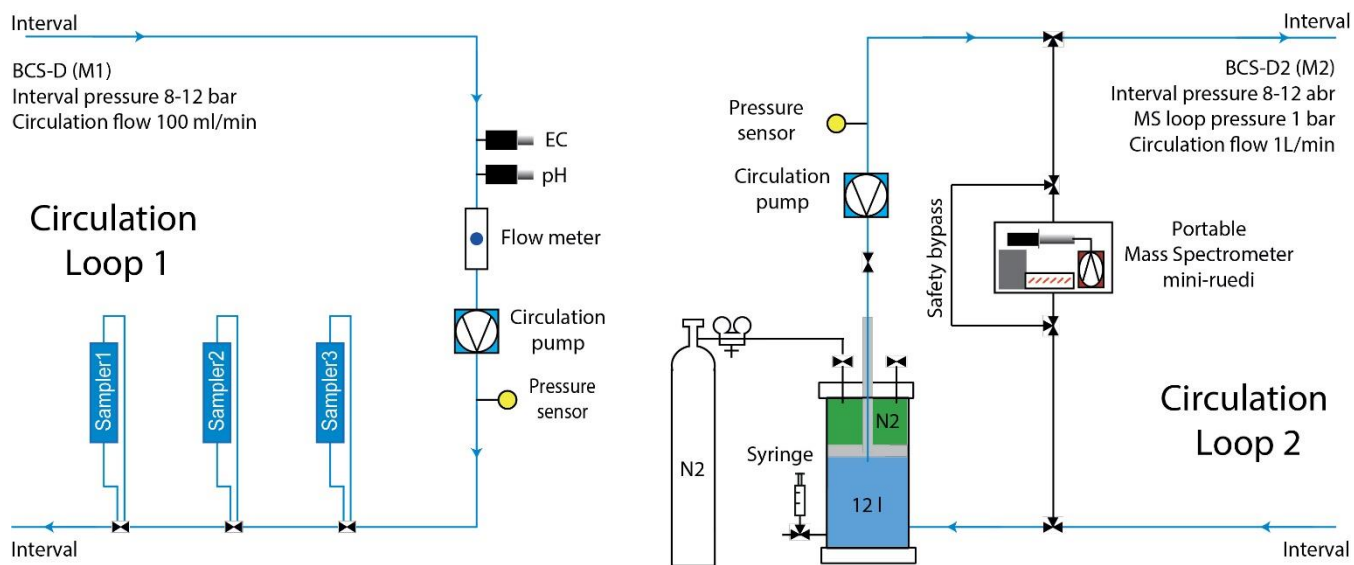 Interval
BCS-D (M1)
Interval pressure 8-12 bar
Circulation flow 100 ml/min
EC
pH
Circulation
Loop 1
Flow meter
Circulation
pump
Pressure
sensor
Sampler1
Sampler2
Sampler3
Interval
Interval
BCS-D2 (M2)
Interval pressure 8-12 abr
MS loop pressure 1 bar
Circulation flow 1L/min
Pressure
sensor
Circulation
pump
Safety bypass
Portable
Mass Spectrometer
mini-ruedi
N2
N2
Syringe
12 l
Circulation
Loop 2
Interval